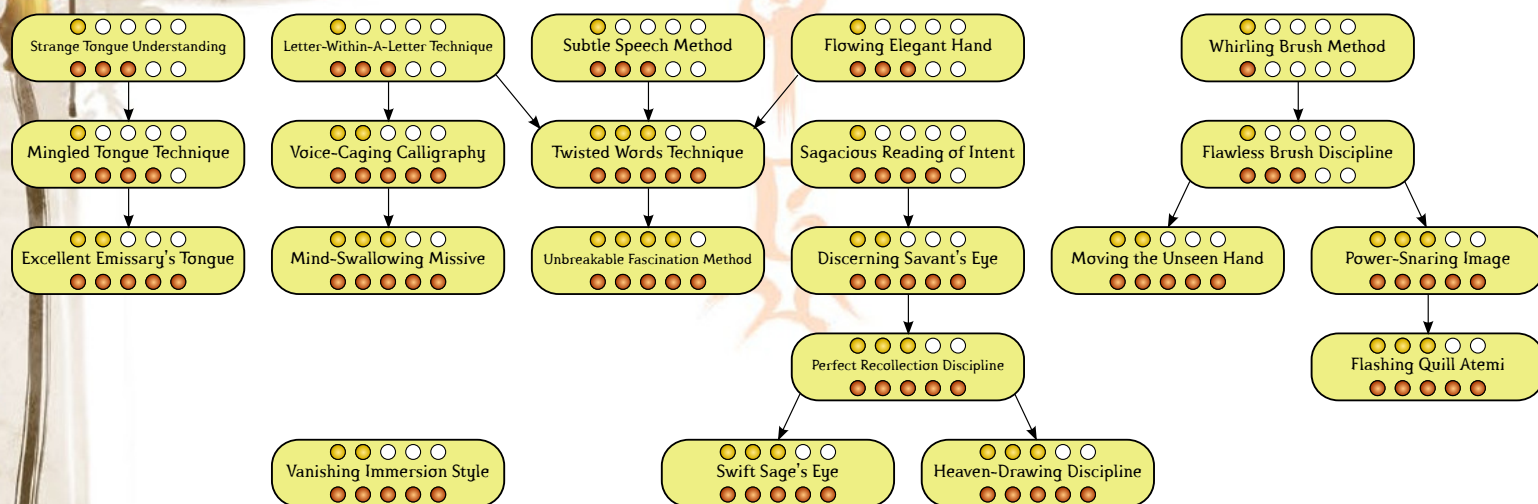 Strange Tongue Understanding
Letter-Within-A-Letter Technique
Subtle Speech Method
Flowing Elegant Hand
Whirling Brush Method
Mingled Tongue Technique
Voice-Caging Calligraphy
Twisted Words Technique
Sagacious Reading of Intent
Flawless Brush Discipline
Excellent Emissary's Tongue
Mind-Swallowing Missive
Unbreakable Fascination Method
Discerning Savant's Eye
Moving the Unseen Hand
Power-Snaring Image
Perfect Recollection Discipline
Flashing Quill Atemi
Vanishing Immersion Style
Swift Sage's Eye
Heaven-Drawing Discipline